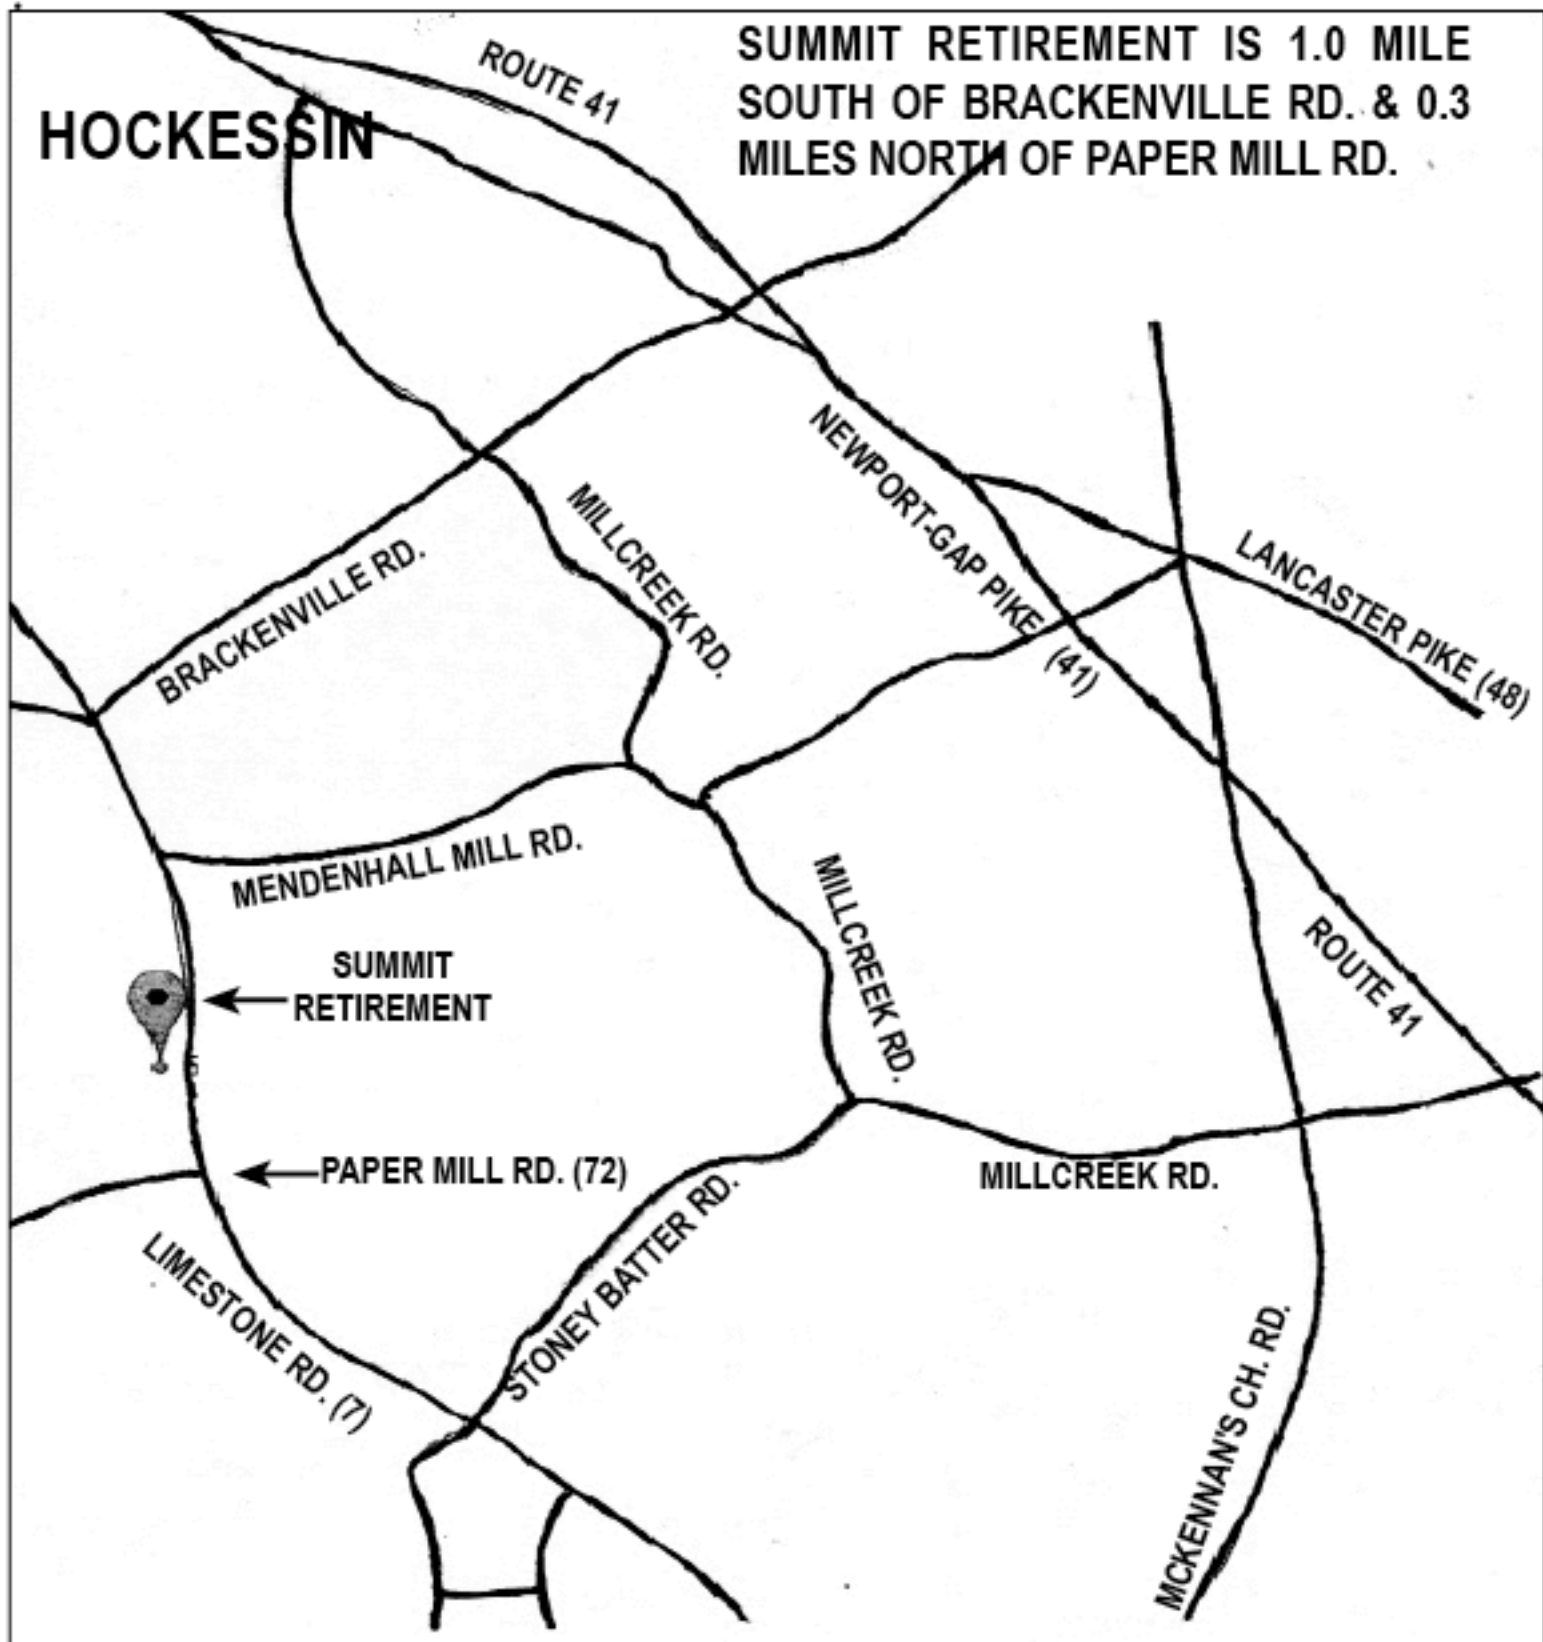 SUMMIT RETIREMENT IS 1.0 MILE
SOUTH OF BRACKENVILLE RD. & 0.3
MILES NORTH OF PAPER MILL RD.
ROUTE 41
HOCKESSIN
NEWPORT-GAP PIKE
(41)
LANCASTER PIKE (48)
MILLCREEK RD.
BRACKENVILLE RD.
MENDENHALL MILL RD.
MILLCREEK RD.
ROUTE 41
SUMMIT
RETIREMENT
PAPER MILL RD. (72)
MILLCREEK RD.
STONEY BATTER RD.
LIMESTONE RD. (7)
MCKENNAN'S CH. RD.